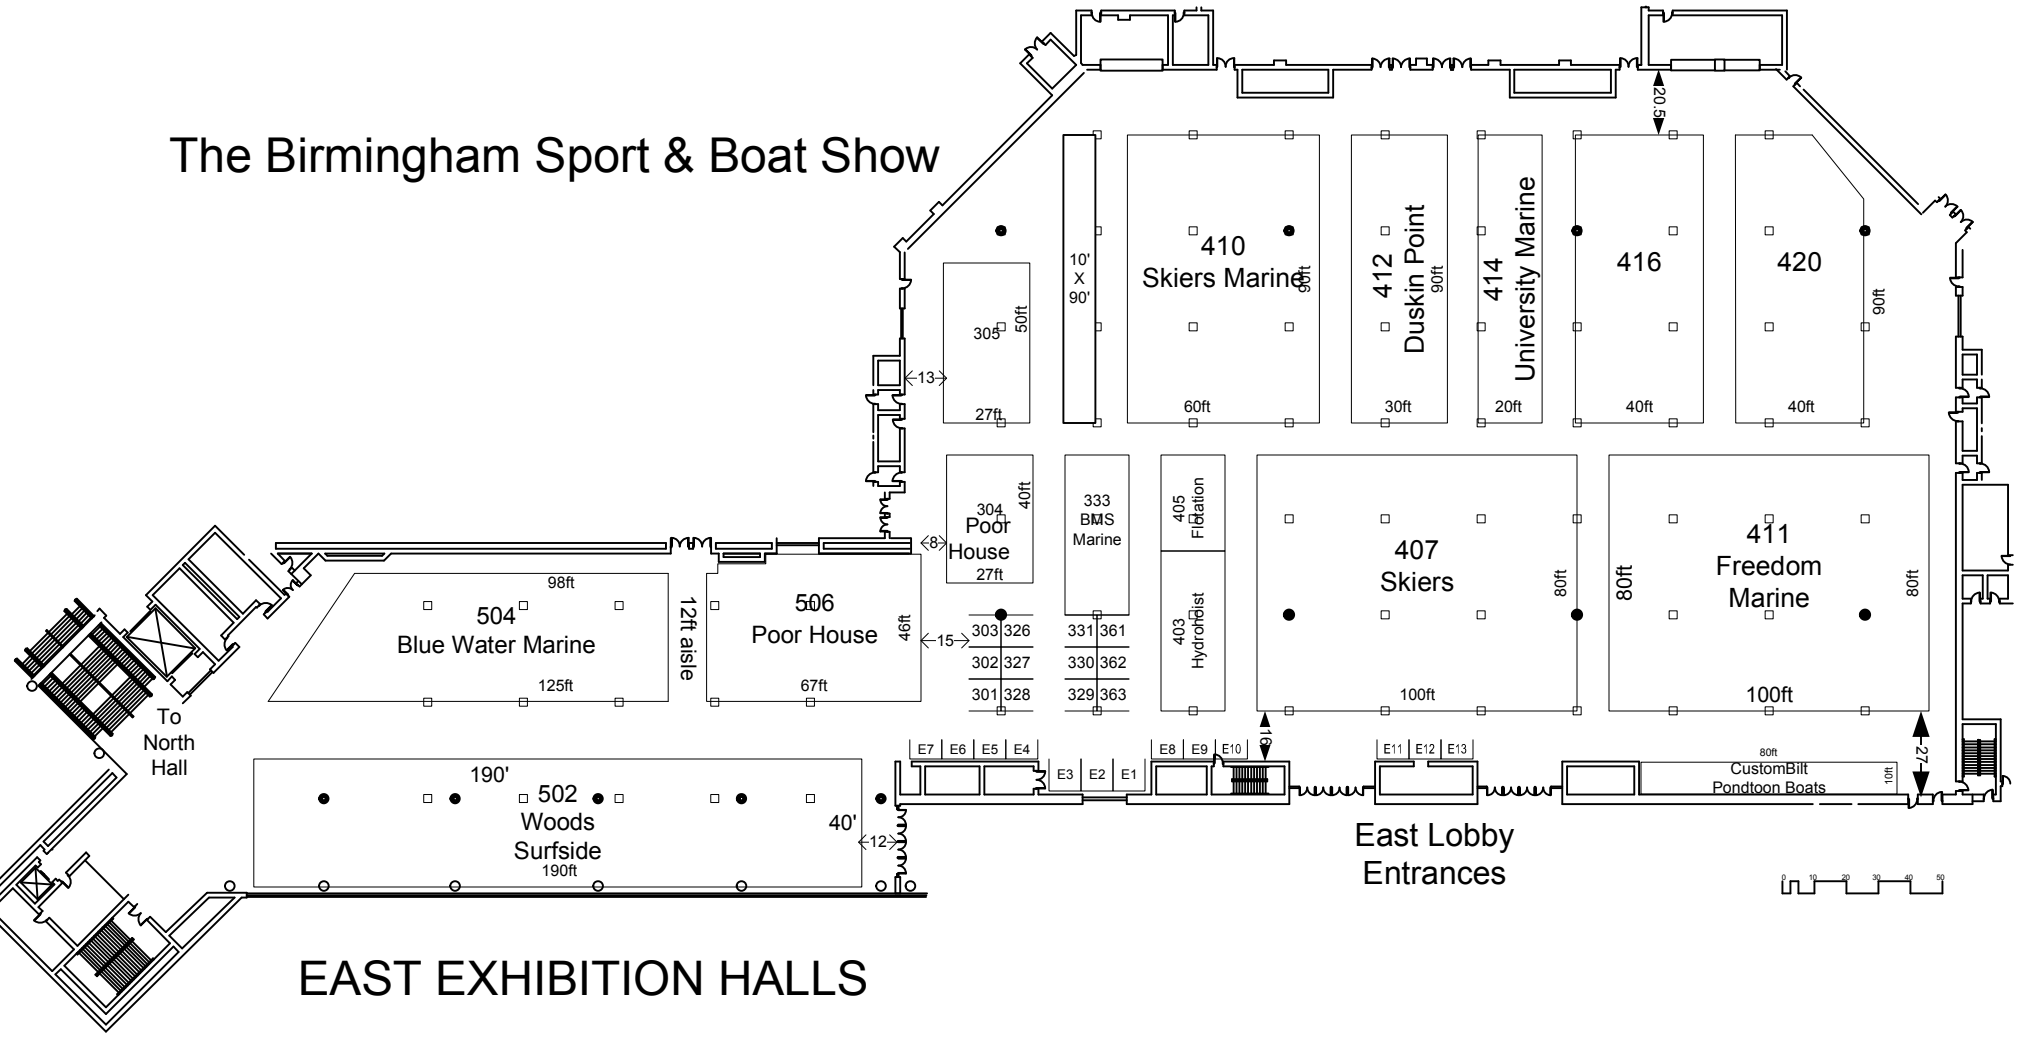 The Birmingham Sport & Boat Show
20.5
10'
X
90'
410
Skiers Marine
90ft
60ft
412
Duskin Point
90ft
30ft
414
University Marine
20ft
416
40ft
420
90ft
40ft
305
50ft
27ft
13
304
Poor
House
40ft
27ft
8
333
BMS
Marine
405
Flotation
403
Hydrohoist
407
Skiers
80ft
100ft
411
Freedom
Marine
80ft
80ft
100ft
98ft
504
Blue Water Marine
125ft
12ft aisle
506
Poor House
46ft
67ft
15
303 326
302 327
301 328
331 361
330 362
329 363
To
North
Hall
E7 E6 E5 E4
E3 E2 E1
E8 E9 E10
16
E11 E12 E13
80ft
CustomBilt
Pondtoon Boats
10ft
27
190'
502
Woods
Surfside
190ft
40'
12
East Lobby
Entrances
0 10 20 30 40 50
EAST EXHIBITION HALLS